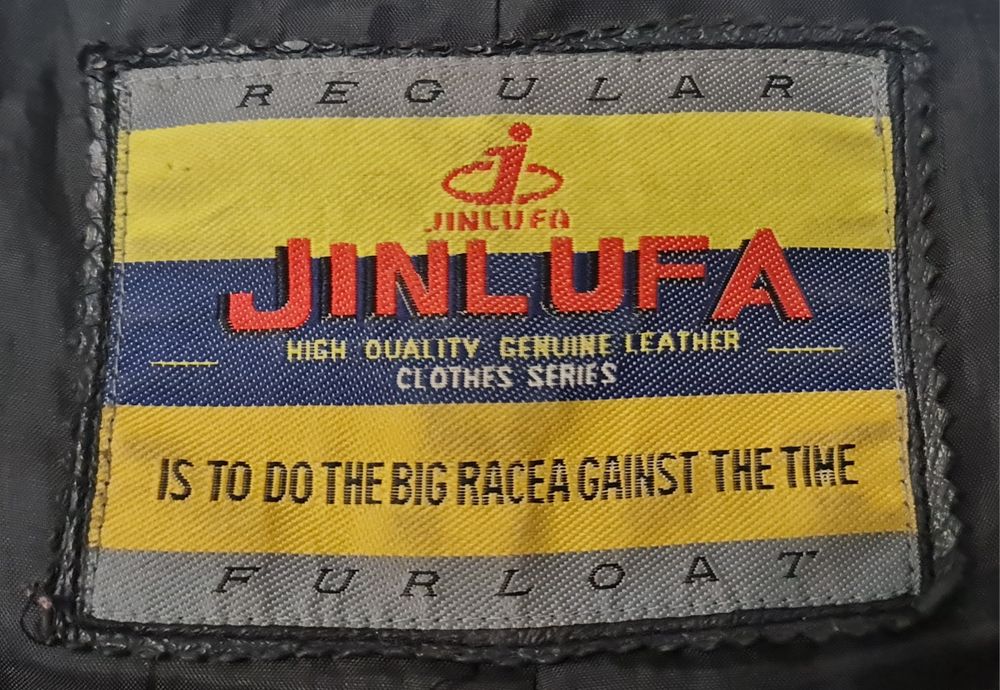 REGULAR
JINLUFA
JINLUFA
HIGH QUALITY GENUINE LEATHER
CLOTHES SERIES
IS TO DO THE BIG RACEA GAINST THE TIME
FURLOAT